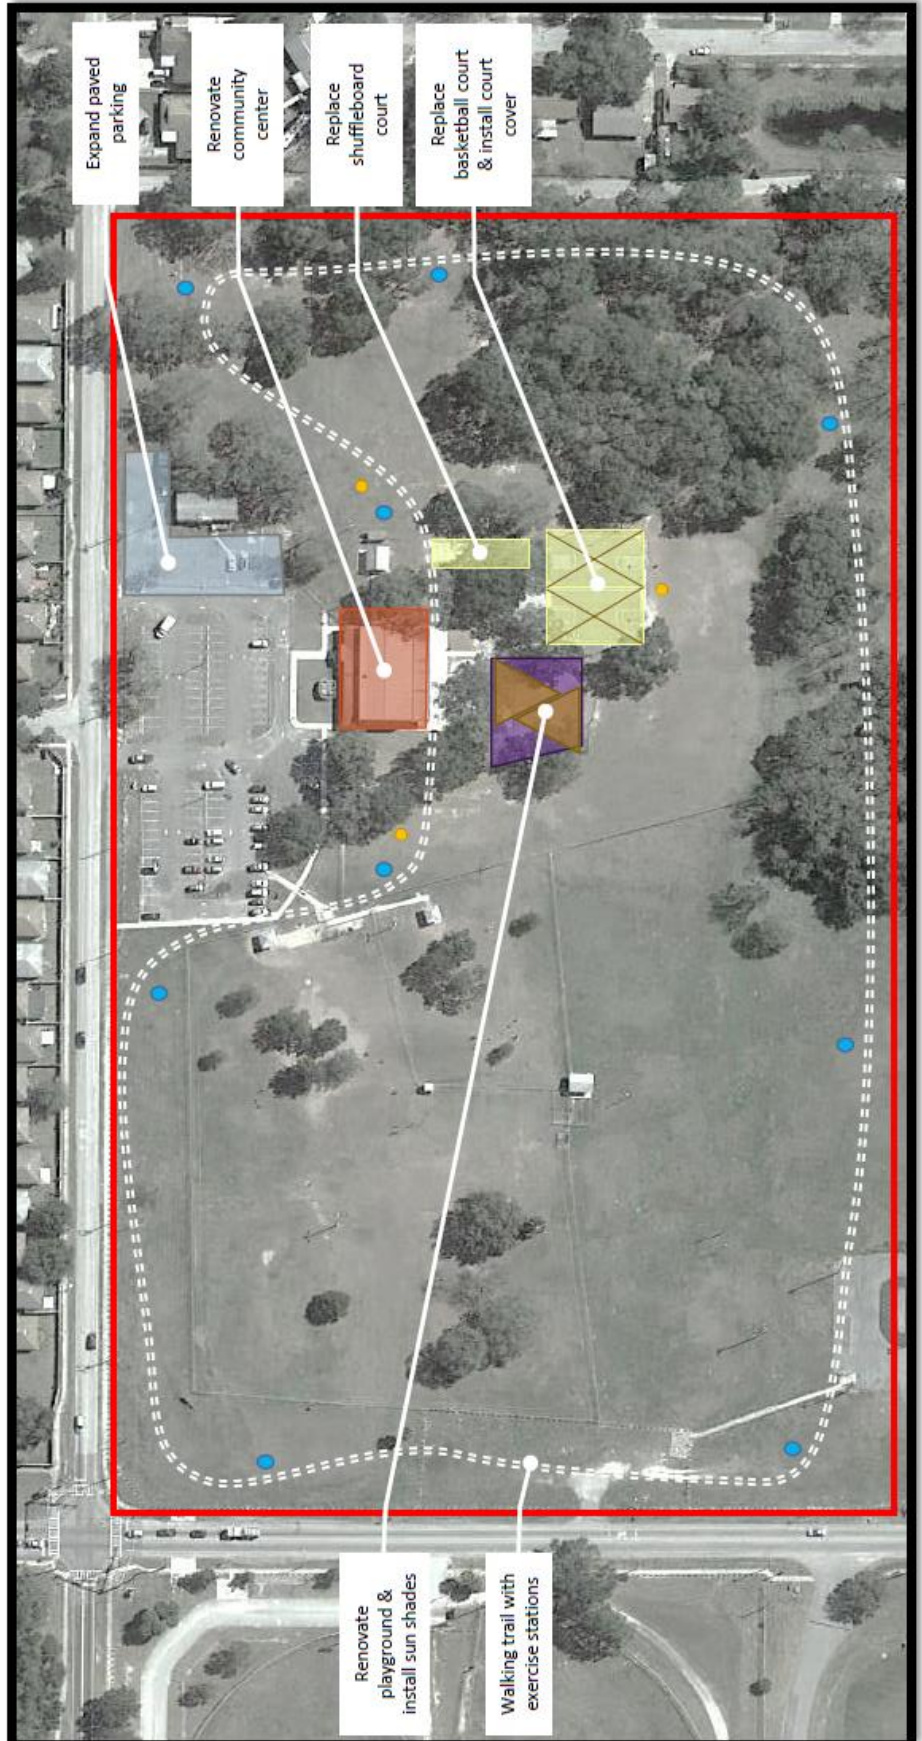 Expand paved
parking
Renovate
community
center
Replace
shuffleboard
court
Replace
basketball court
& install court
cover
Renovate
playground &
install sun shades
Walking trail with
exercise stations